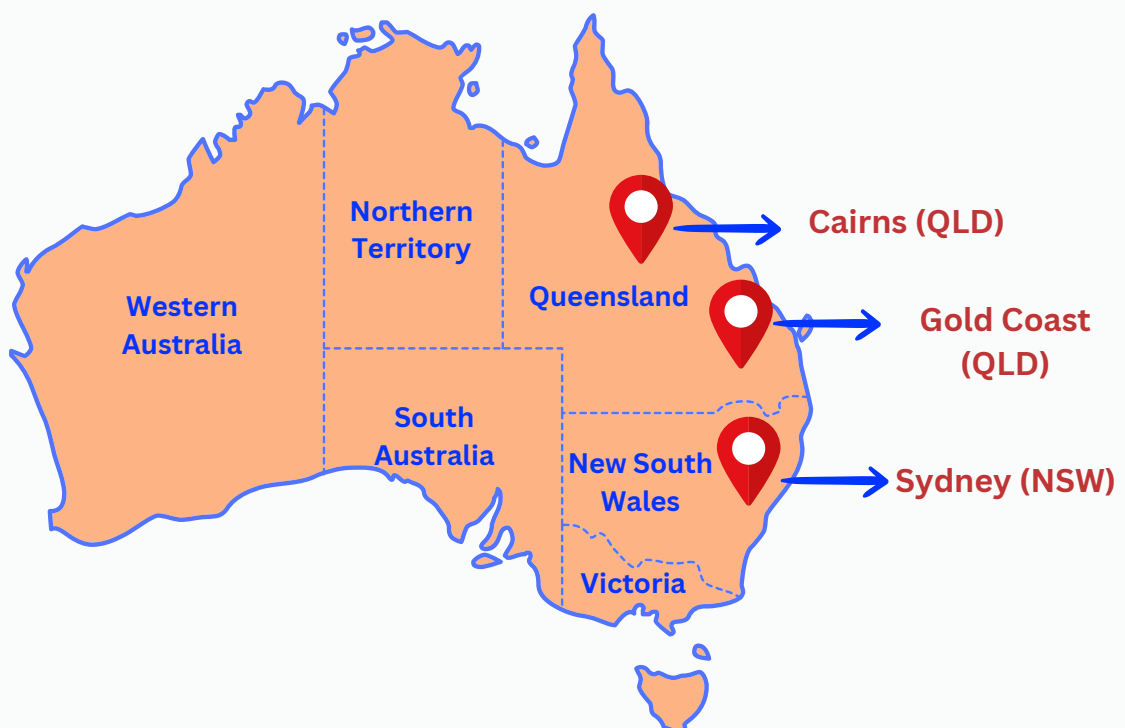 Northern
Territory
Cairns (QLD)
Queensland
Western
Australia
Gold Coast
(QLD)
South
Australia
New South
Wales
Sydney (NSW)
Victoria